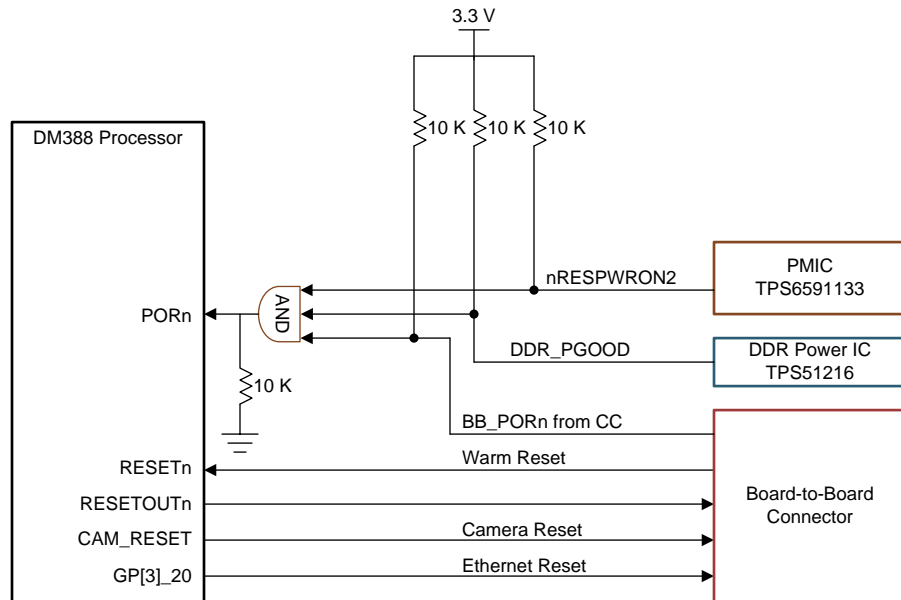 3.3 V
10 K
10 K
10 K
DM388 Processor
nRESPWRON2
PMIC
TPS6591133
AND
PORn
DDR_PGOOD
DDR Power IC
TPS51216
10 K
BB_PORn from CC
Warm Reset
RESETn
RESETOUTn
Board-to-Board
Connector
Camera Reset
CAM_RESET
Ethernet Reset
GP[3]_20